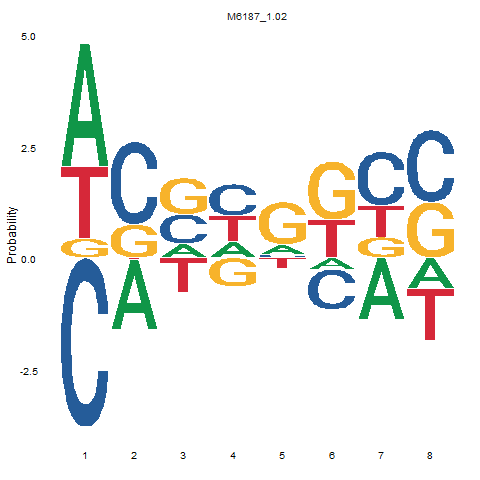 M6187_1.02
5.0
2.5
0.0
-2.5
Probability
A C G C G G C C
T G C T A T T G
G A A A T A G A
C T G C A T
1 2 3 4 5 6 7 8